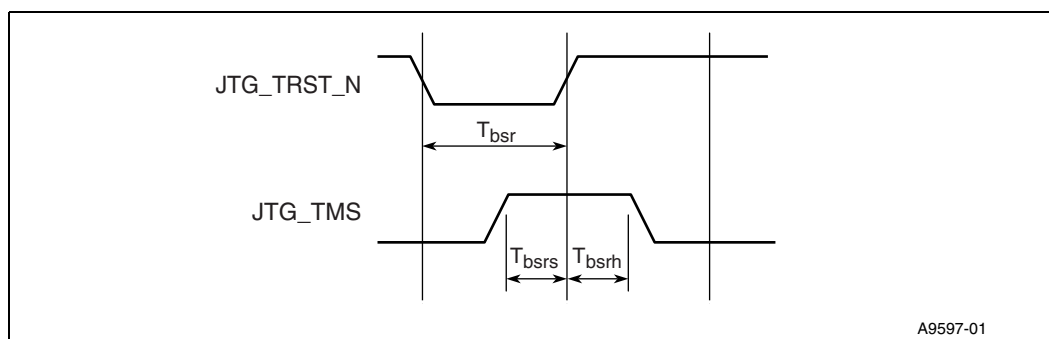 JTG_TRST_N
Tbsr
JTG_TMS
Tbsrs Tbsrh
A9597-01